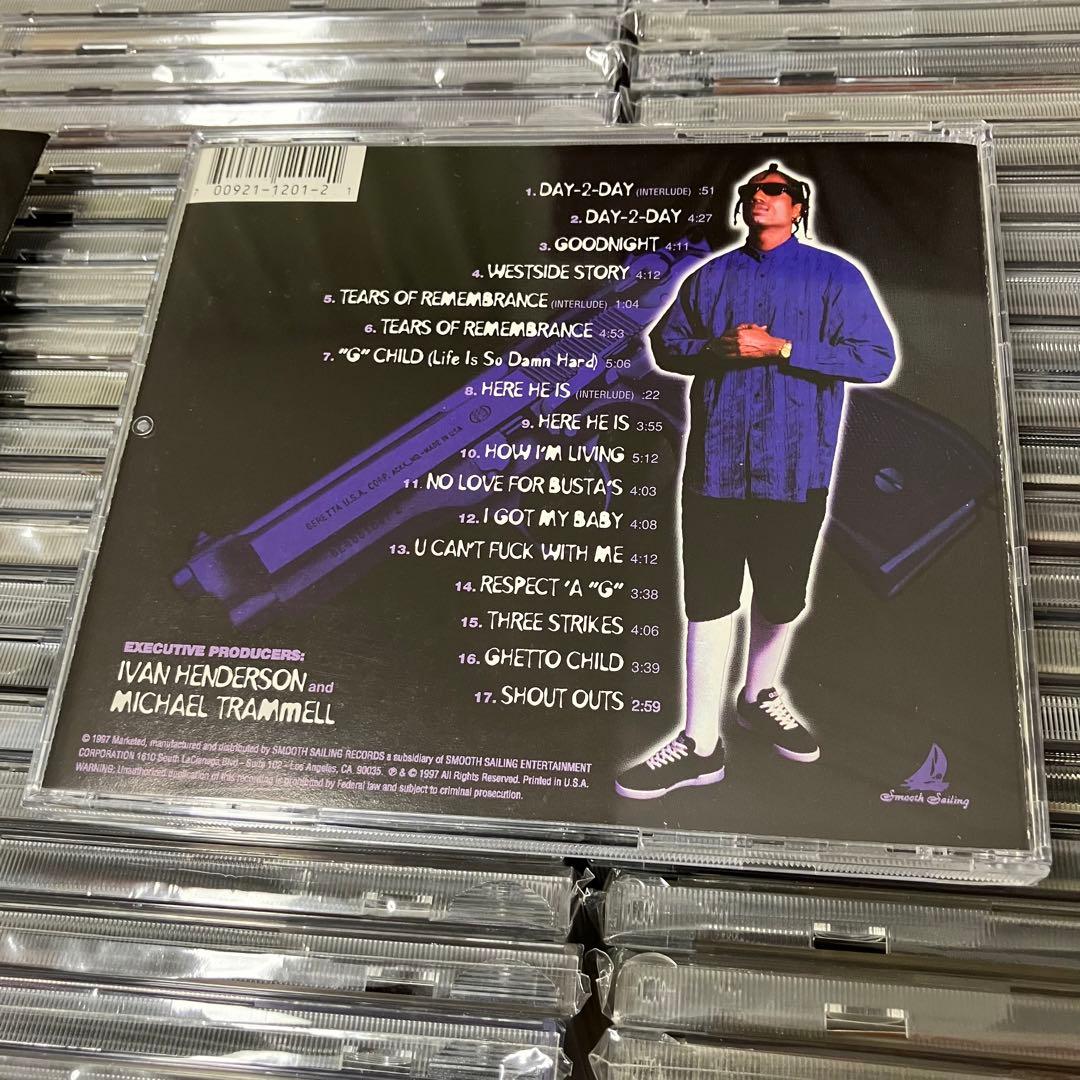 00921-1201-2 1
1. DAY-2-DAY (INTERLUDE) :51
2. DAY-2-DAY 4:27
3. GOODNIGHT 4:11
4. WESTSIDE STORY 4:12
5. TEARS OF REMEMBRANCE (INTERLUDE) 1:04
6. TEARS OF REMEMBRANCE 4:53
7. "G" CHILD (Life Is So Damn Hard) 5:06
8. HERE HE IS (INTERLUDE) :22
9. HERE HE IS 3:55
10. HOW I'M LIVING 5:12
11. NO LOVE FOR BUSTA'S 4:03
12. I GOT MY BABY 4:08
13. U CAN'T FUCK WITH ME 4:12
14. RESPECT 'A "G" 3:38
15. THREE STRIKES 4:06
16. GHETTO CHILD 3:39
17. SHOUT OUTS 2:59
BERETTA U.S.A. CORP. ACKK, MD.-MADE IN USA
EXECUTIVE PRODUCERS:
IVAN HENDERSON and
MICHAEL TRAMMELL
© 1997 Marketed, manufactured and distributed by SMOOTH SAILING RECORDS a subsidiary of SMOOTH SAILING ENTERTAINMENT
CORPORATION 1610 South LaCienega Blvd – Suite 102 – Los Angeles, CA 90035. ℗ & © 1997 All Rights Reserved. Printed in U.S.A.
WARNING: Unauthorized application of this recording is prohibited by Federal law and subject to criminal prosecution.
Smooth Sailing